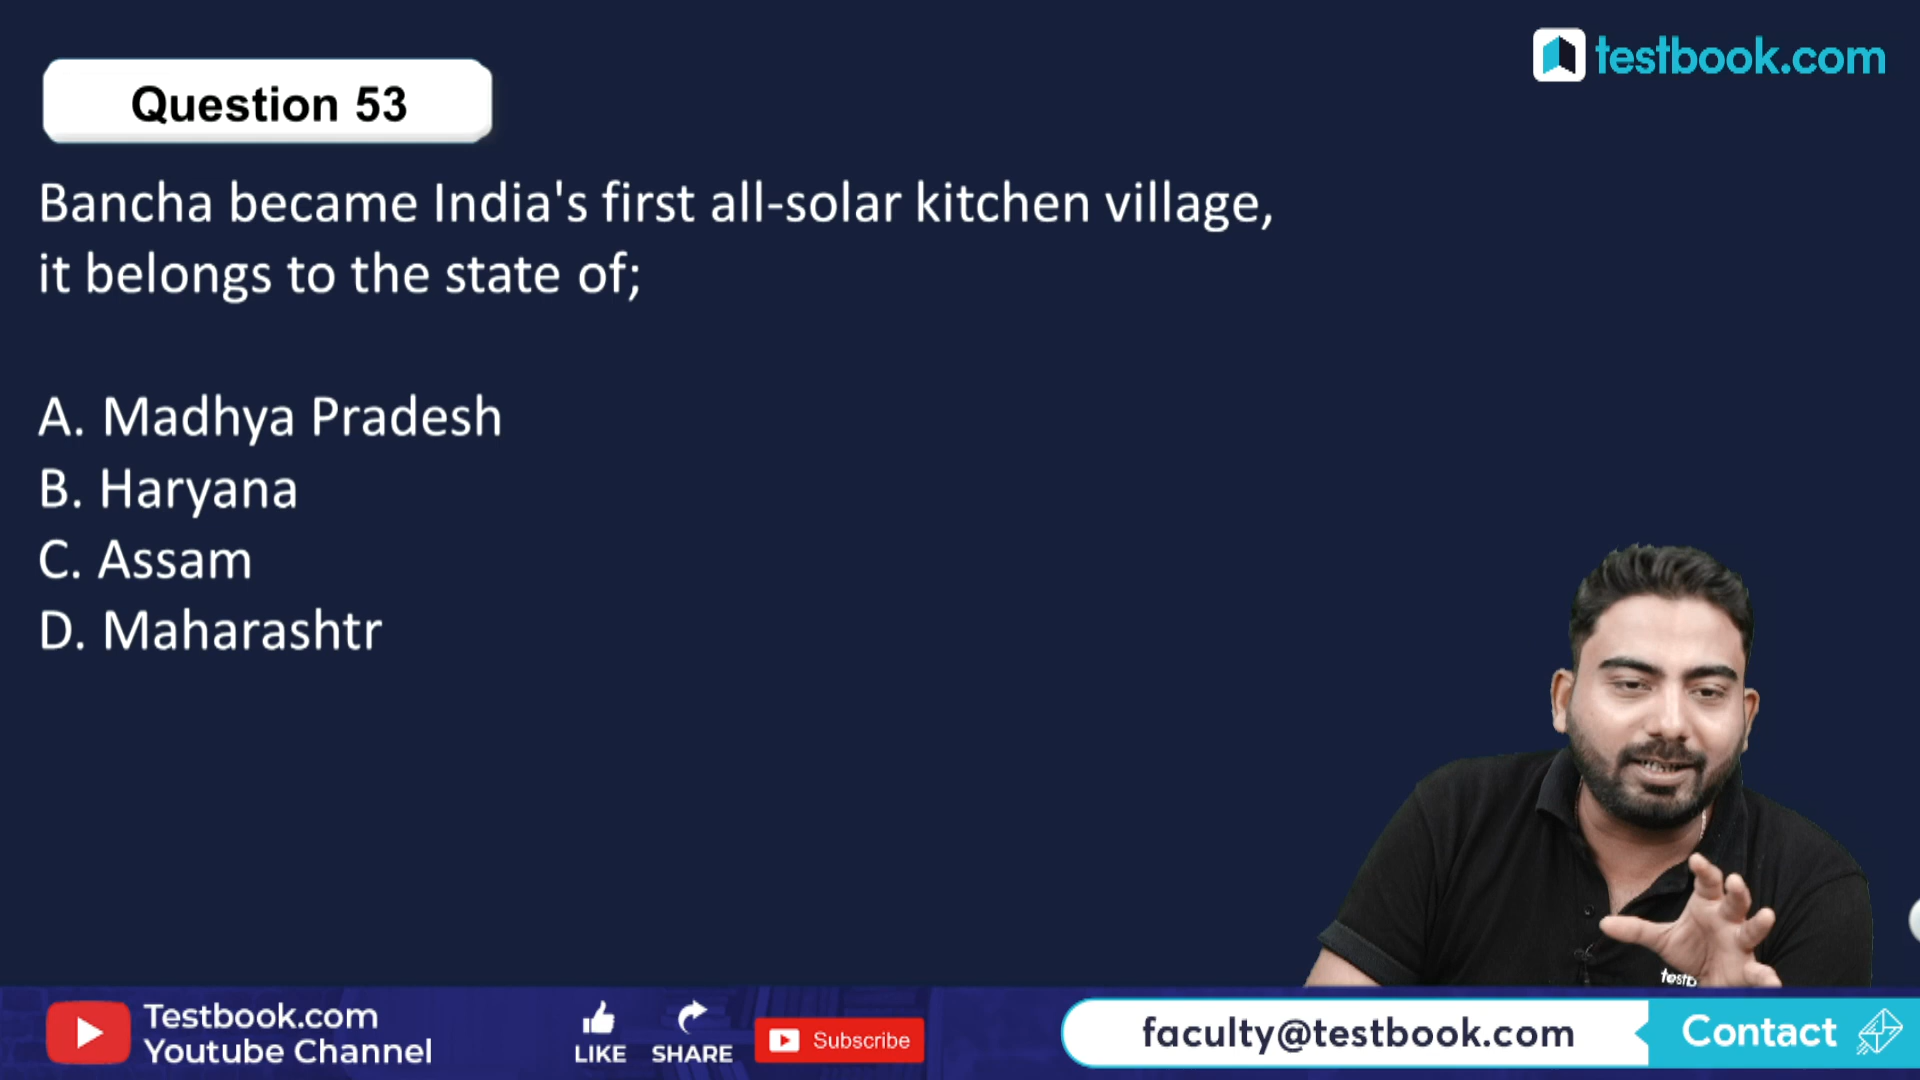 testbook.com
Question 53
Bancha became India's first all-solar kitchen village,
it belongs to the state of;
A. Madhya Pradesh
B. Haryana
C. Assam
D. Maharashtr
Testbook.com
Youtube Channel
LIKE
SHARE
Subscribe
faculty@testbook.com
Contact